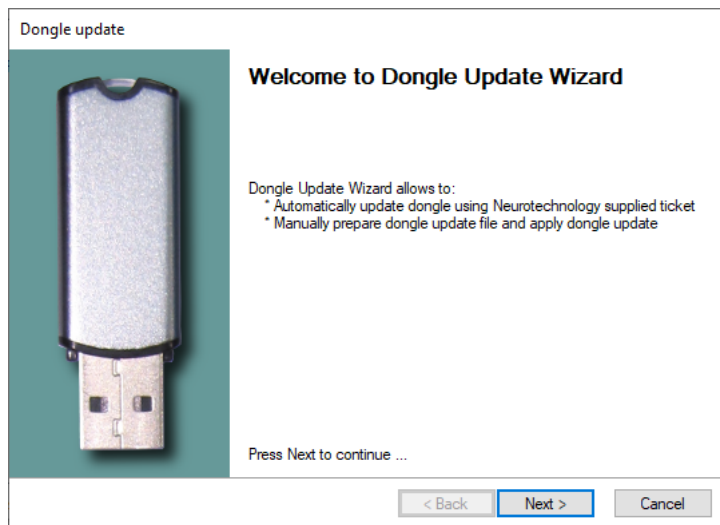 Dongle update
Welcome to Dongle Update Wizard
Dongle Update Wizard allows to:
* Automatically update dongle using Neurotechnology supplied ticket
* Manually prepare dongle update file and apply dongle update
Press Next to continue ...
< Back
Next >
Cancel